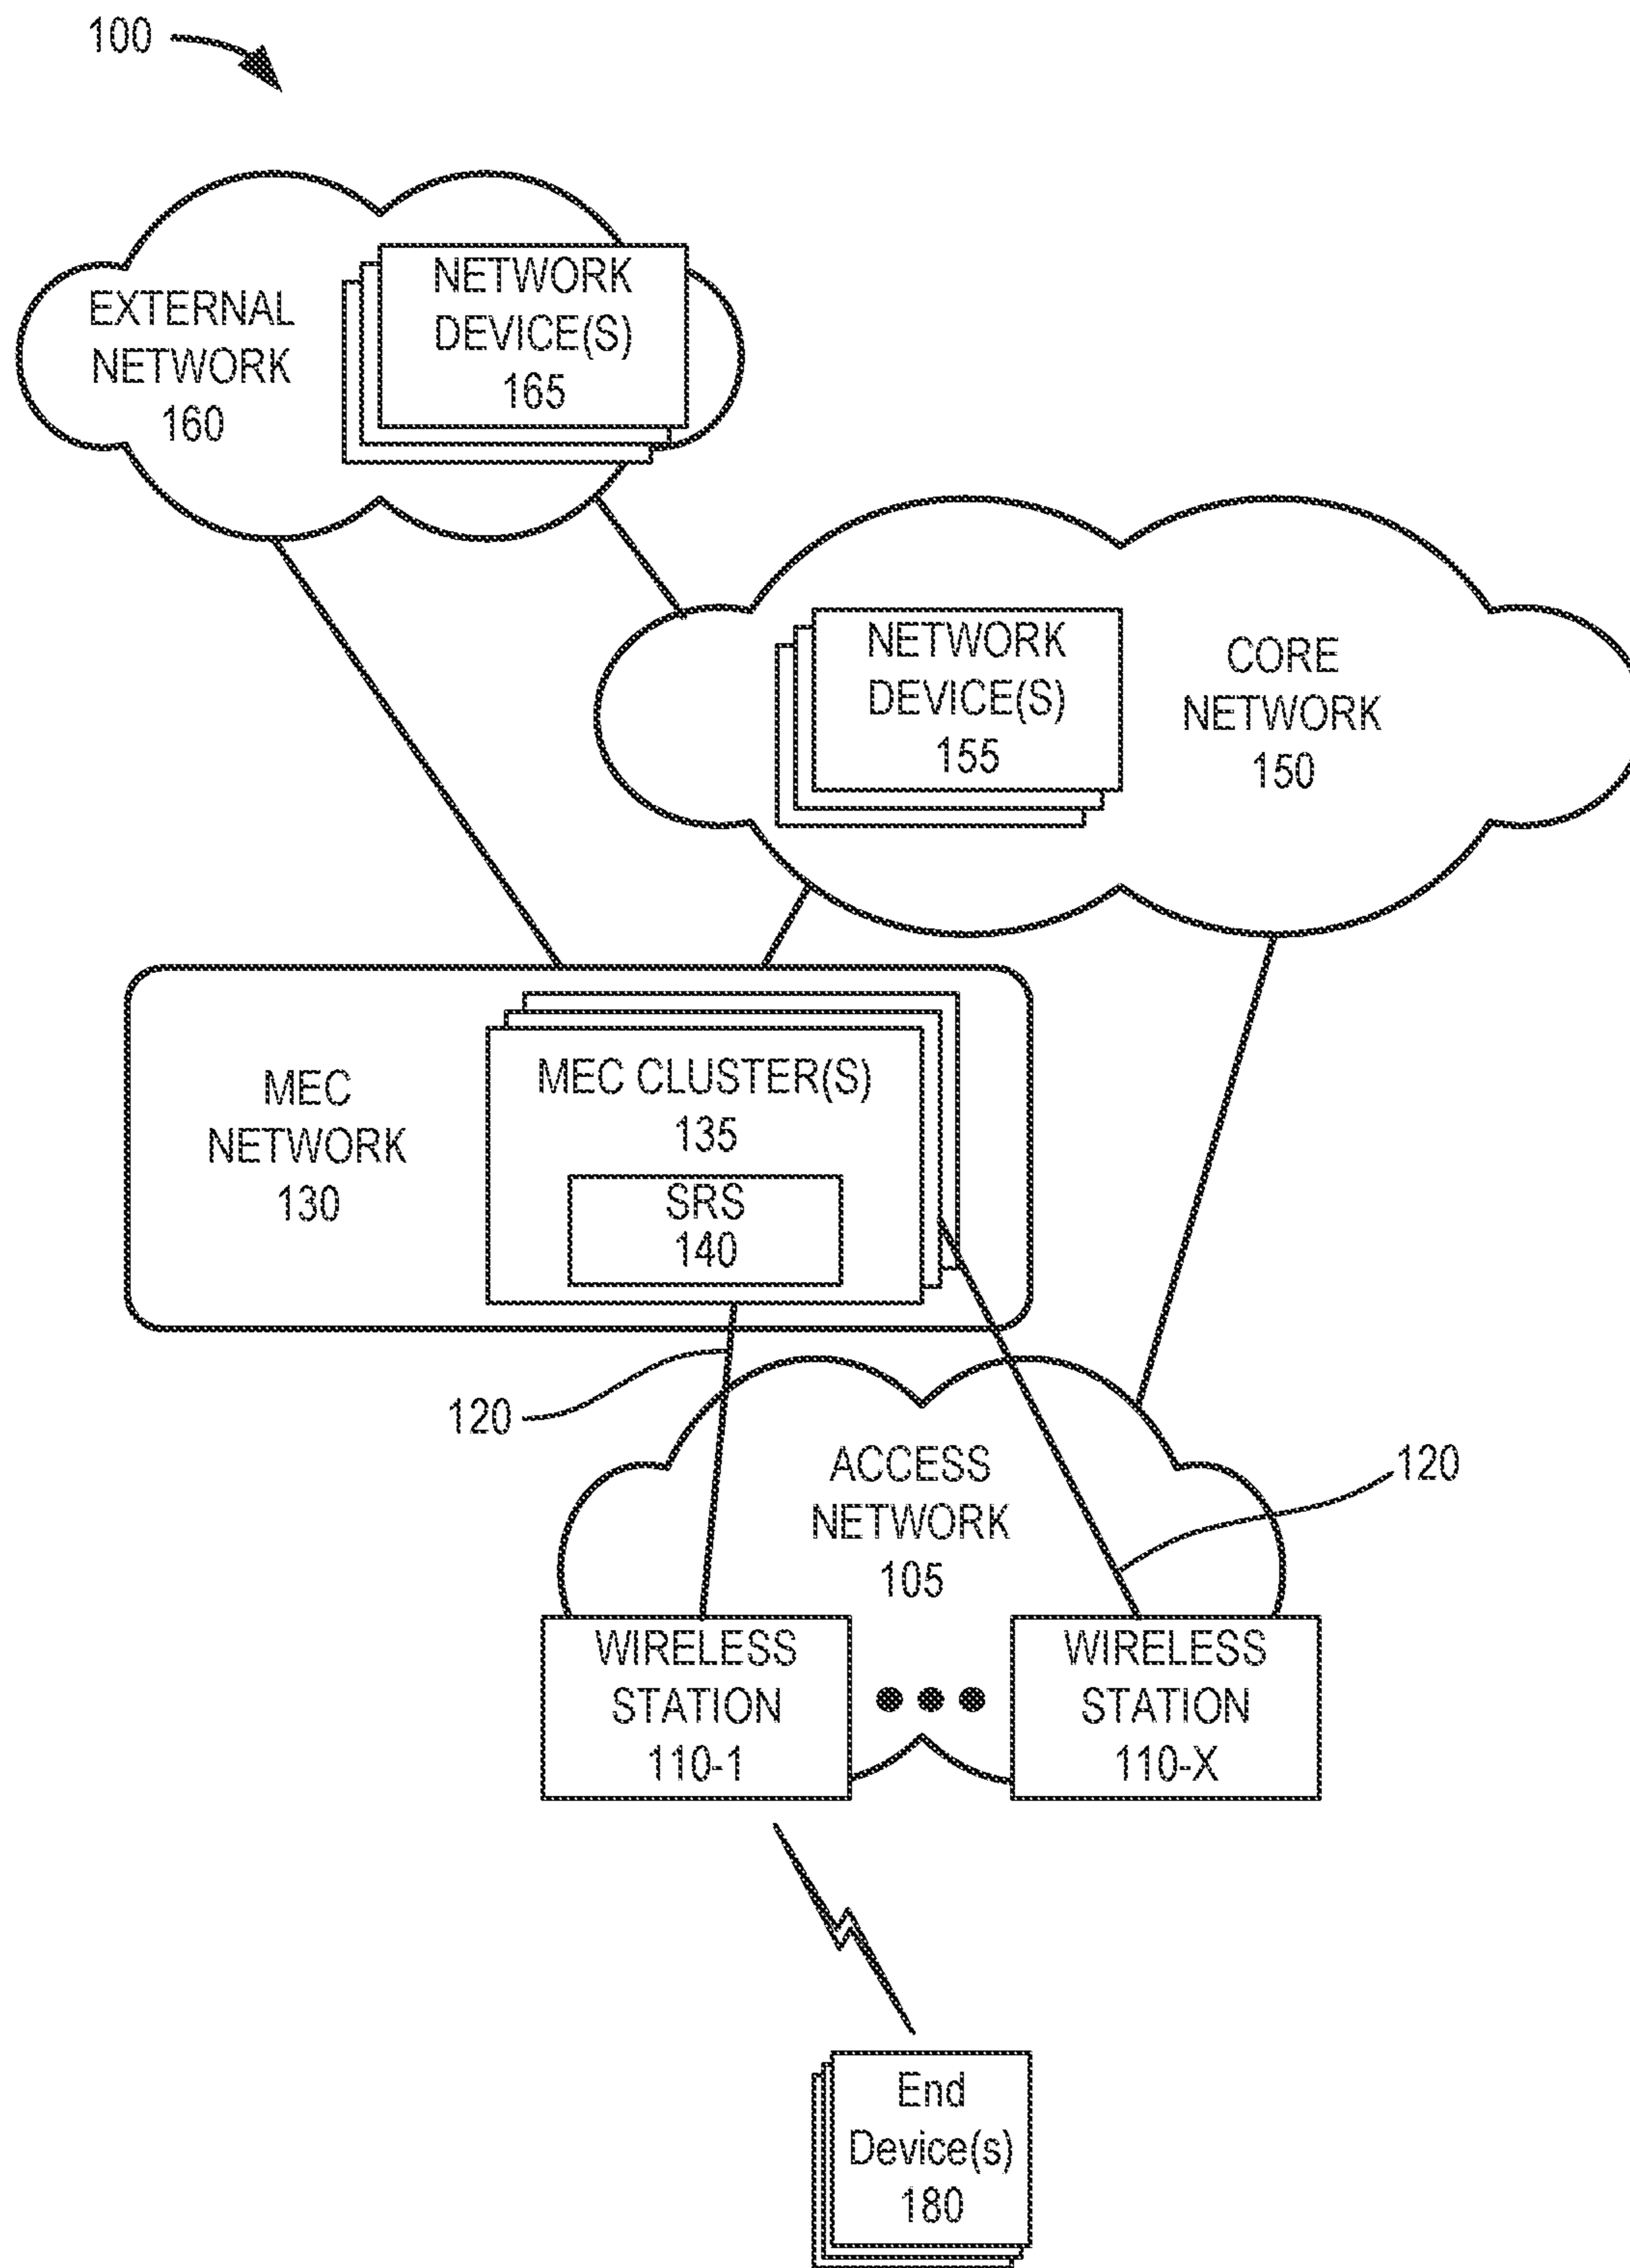 100
EXTERNAL
NETWORK
160
NETWORK
DEVICE(S)
165
NETWORK
DEVICE(S)
155
CORE
NETWORK
150
MEC
NETWORK
130
MEC CLUSTER(S)
135
SRS
140
120
ACCESS
NETWORK
105
120
WIRELESS
STATION
110-1
WIRELESS
STATION
110-X
End
Device(s)
180